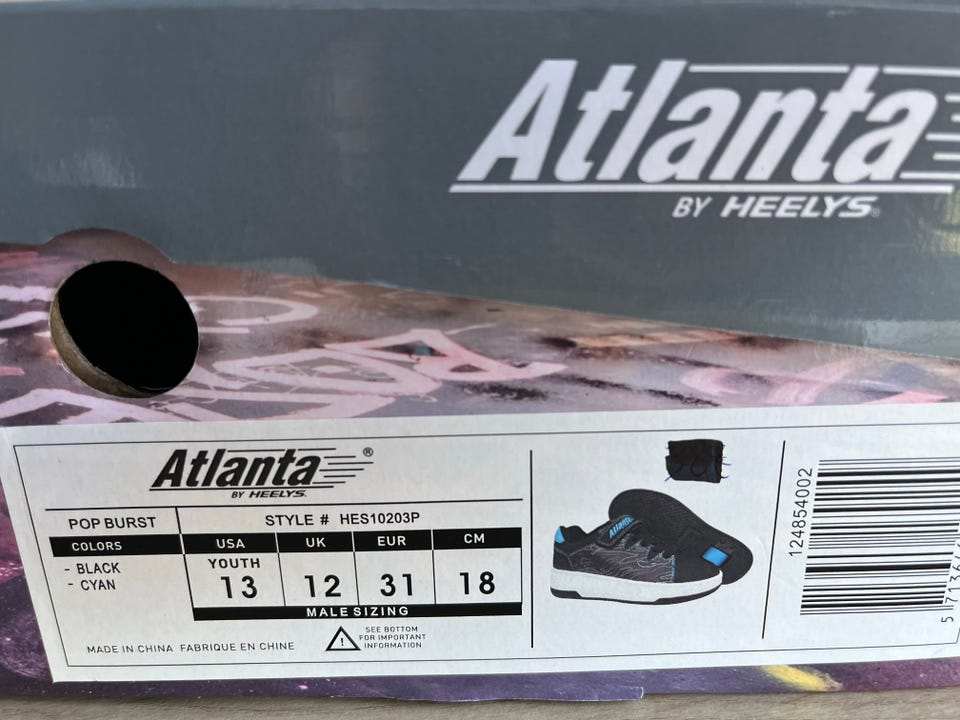 Atlanta
BY HEELYS
Atlanta®
BY HEELYS.
POP BURST
STYLE # HES10203P
COLORS
USA UK EUR CM
- BLACK
- CYAN
YOUTH
13 12 31 18
MALE SIZING
MADE IN CHINA FABRIQUE EN CHINE
! SEE BOTTOM
FOR IMPORTANT
INFORMATION
Atlanta
124854002